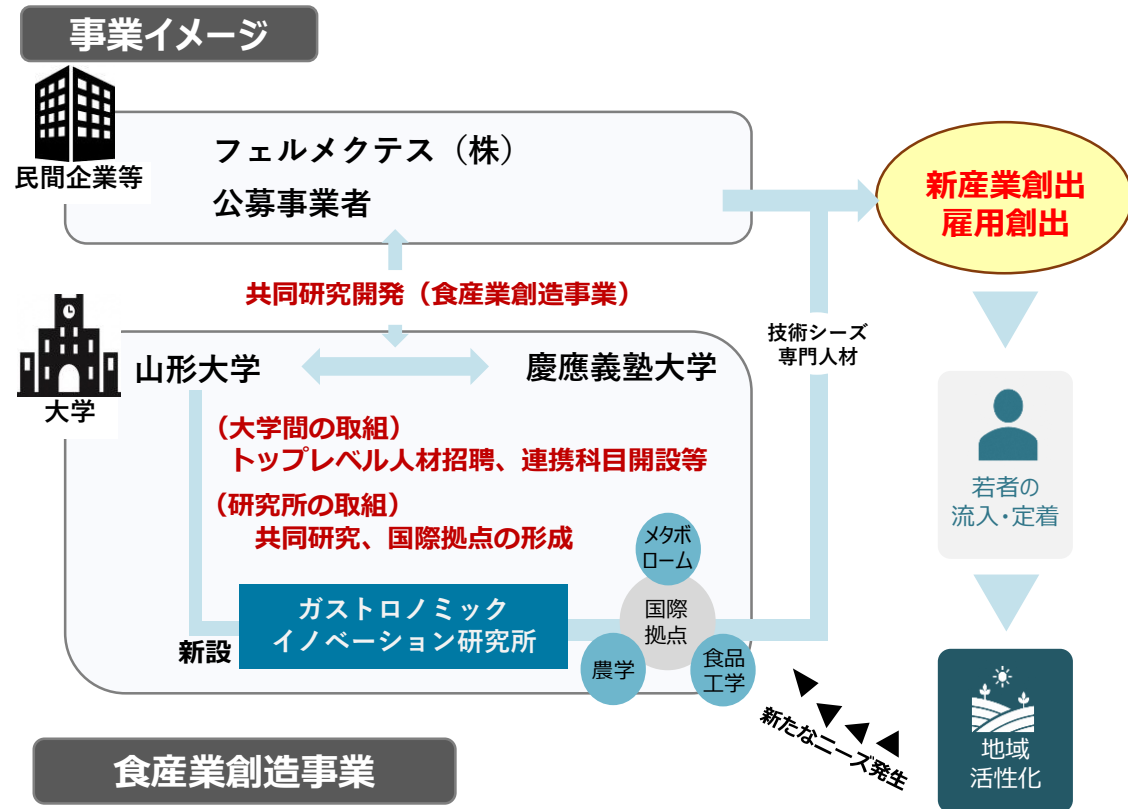 事業イメージ
民間企業等
フェルメクテス（株）
公募事業者
新産業創出
雇用創出
共同研究開発（食産業創造事業）
技術シーズ
専門人材
大学
山形大学
慶應義塾大学
（大学間の取組）
トップレベル人材招聘、連携科目開設等
（研究所の取組）
共同研究、国際拠点の形成
若者の
流入・定着
メタボ
ローム
国際
拠点
農学
食品
工学
新設
ガストロノミック
イノベーション研究所
新たなニーズ発生
地域
活性化
食産業創造事業